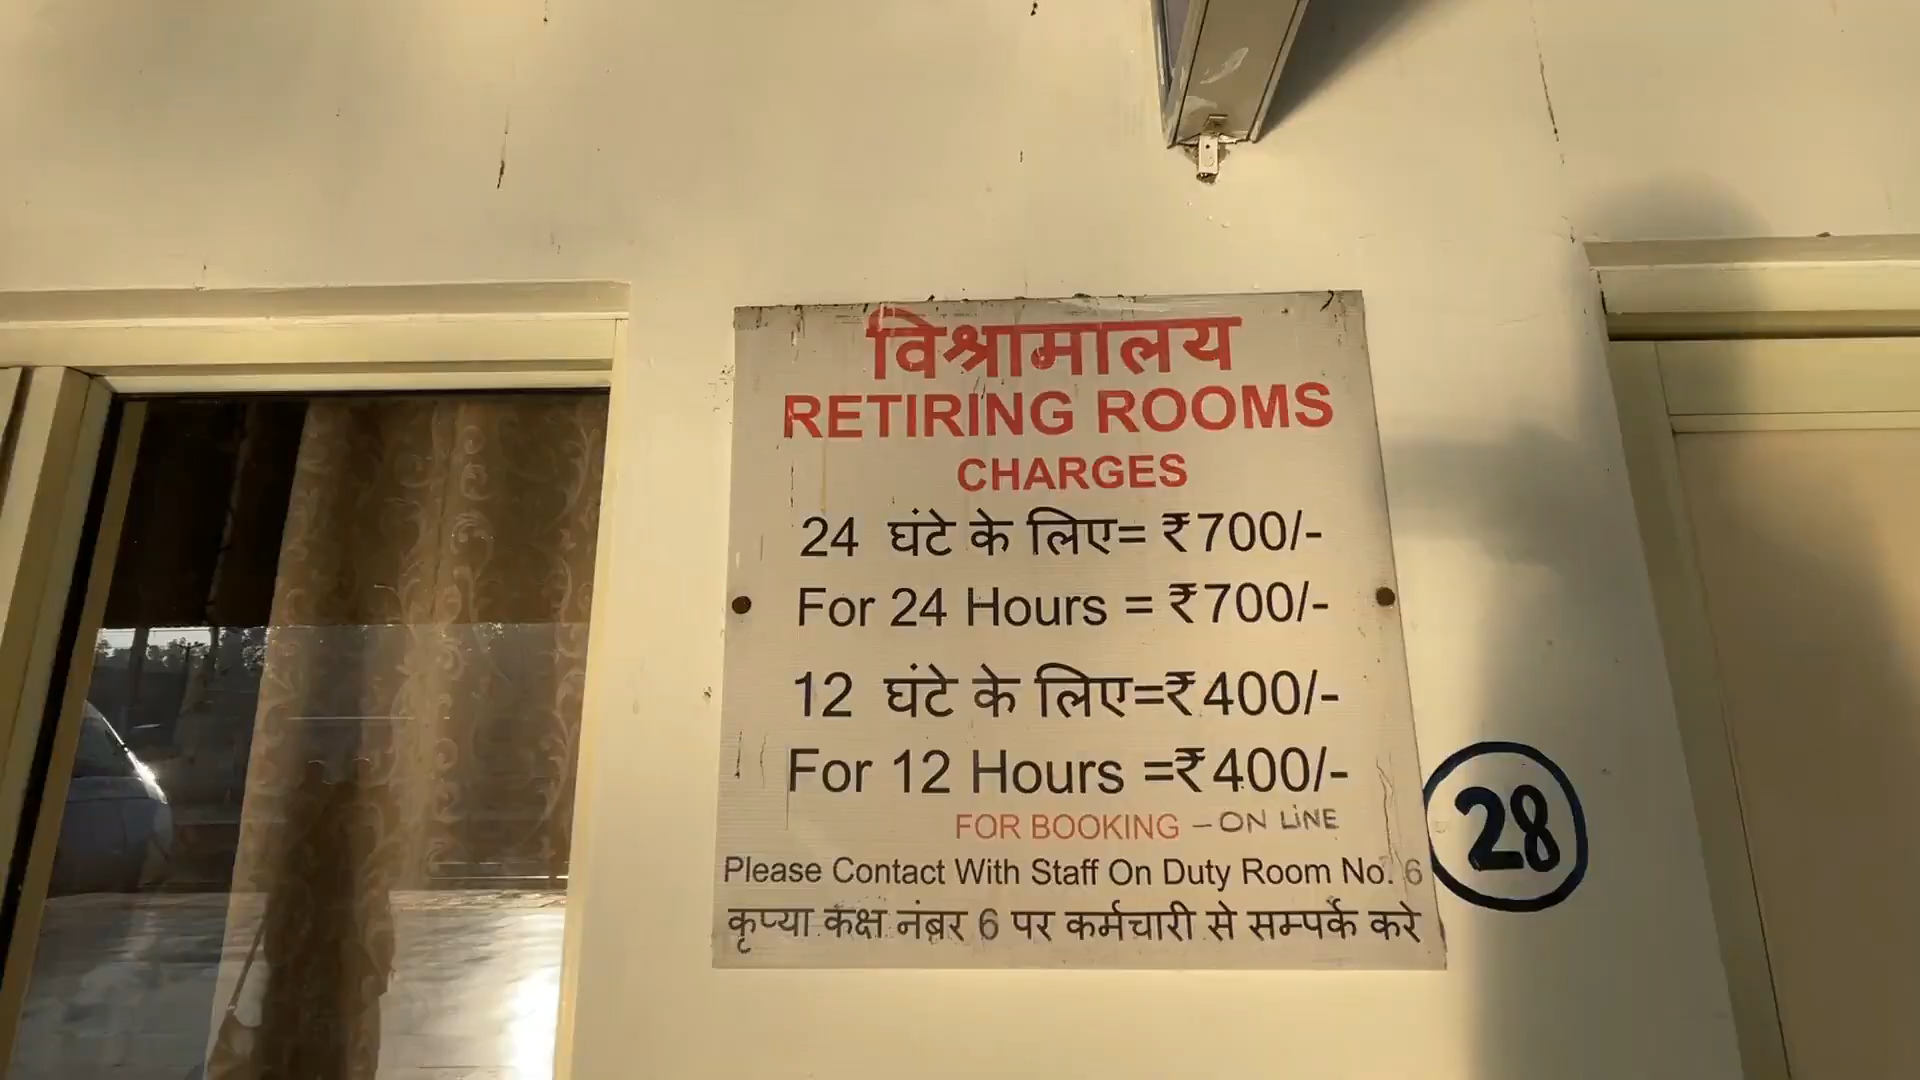 विश्रामालय
RETIRING ROOMS
CHARGES
24 घंटे के लिए= ₹700/-
For 24 Hours = ₹700/-
12 घंटे के लिए=₹400/-
For 12 Hours =₹400/-
FOR BOOKING – ON LINE
Please Contact With Staff On Duty Room No. 6
कृप्या कक्ष नंबर 6 पर कर्मचारी से सम्पर्क करे
28